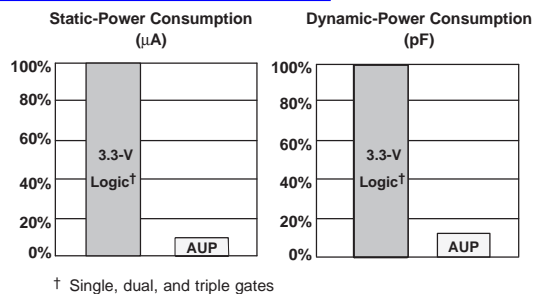 Static-Power Consumption
(μA)
100%
80%
60%
40%
20%
0%
3.3-V
Logic†
AUP
Dynamic-Power Consumption
(pF)
100%
80%
60%
40%
20%
0%
3.3-V
Logic†
AUP
† Single, dual, and triple gates